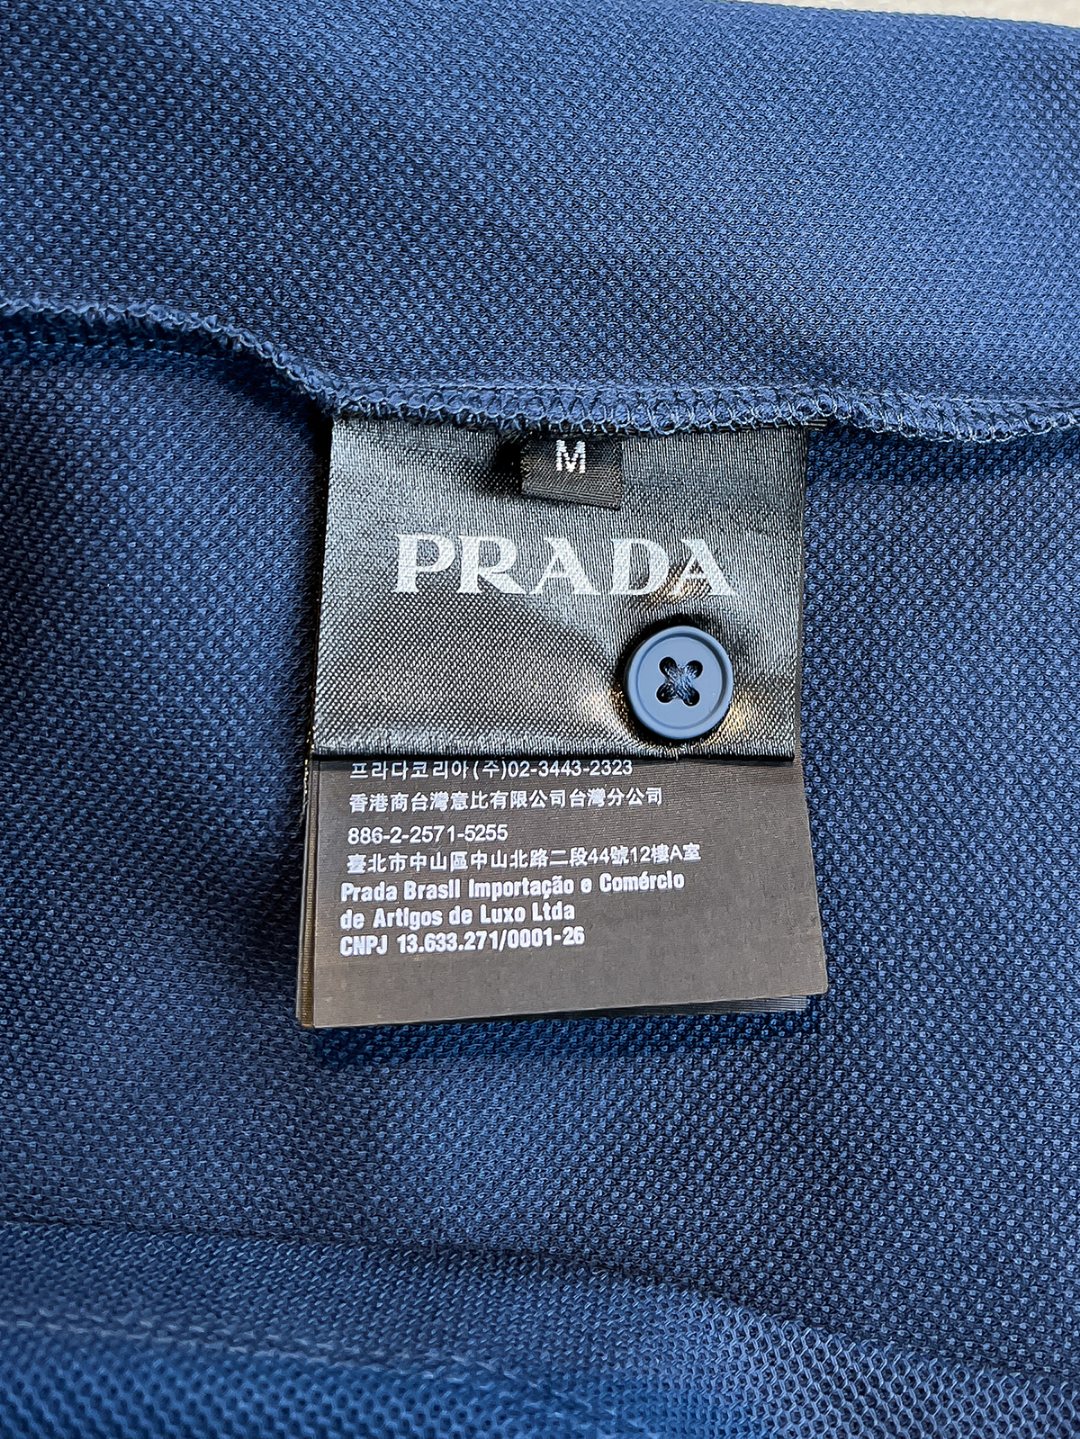 M
PRADA
프라다코리아(주)02-3443-2323
香港商台灣意比有限公司台灣分公司
886-2-2571-5255
臺北市中山區中山北路二段44號12樓A室
Prada Brasil Importação e Comércio
de Artigos de Luxo Ltda
CNPJ 13.633.271/0001-26